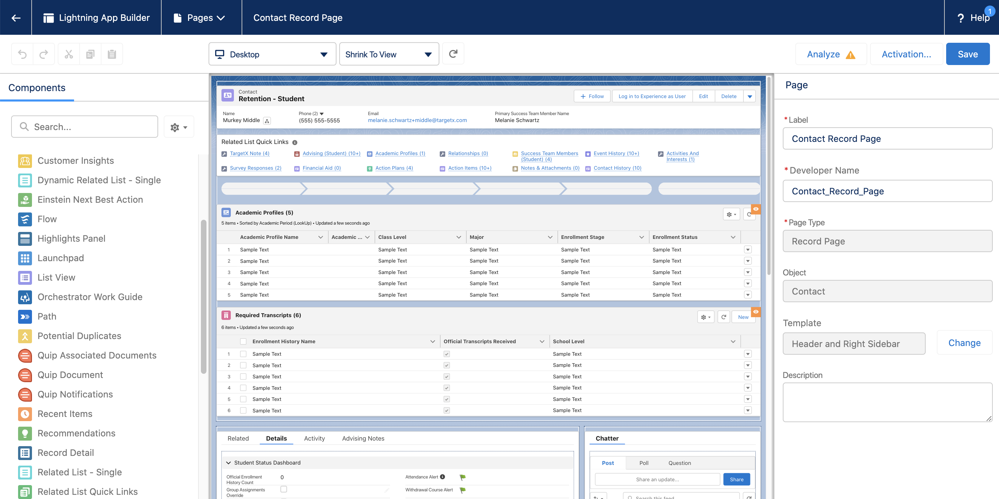 Lightning App Builder
Pages
Contact Record Page
? Help
1
Desktop
Shrink To View
Analyze
Activation...
Save
Components
Search...
Customer Insights
Dynamic Related List - Single
Einstein Next Best Action
Flow
Highlights Panel
Launchpad
List View
Orchestrator Work Guide
Path
Potential Duplicates
Quip Associated Documents
Quip Document
Quip Notifications
Recent Items
Recommendations
Record Detail
Related List - Single
Related List Quick Links
Contact
Retention - Student
+ Follow
Log in to Experience as User
Edit
Delete
Name
Murkey Middle
Phone (2)
(555) 555-5555
Email
melanie.schwartz+middle@targetx.com
Primary Success Team Member Name
Melanie Schwartz
Related List Quick Links
TargetX Note (4)
Advising (Student) (10+)
Academic Profiles (1)
Relationships (0)
Success Team Members
(Student) (4)
Event History (10+)
Activities And
Interests (1)
Survey Responses (2)
Financial Aid (0)
Action Plans (4)
Action Items (10+)
Notes & Attachments (0)
Contact History (10)
Academic Profiles (5)
5 items • Sorted by Academic Period (LookUp) • Updated a few seconds ago
Academic Profile Name
Academic ...
Class Level
Major
Enrollment Stage
Enrollment Status
1 Sample Text Sample Text Sample Text Sample Text Sample Text
2 Sample Text Sample Text Sample Text Sample Text Sample Text
3 Sample Text Sample Text Sample Text Sample Text Sample Text
4 Sample Text Sample Text Sample Text Sample Text Sample Text
5 Sample Text Sample Text Sample Text Sample Text Sample Text
Required Transcripts (6)
6 items • Updated a few seconds ago
New
Enrollment History Name
Official Transcripts Received
School Level
1 Sample Text Sample Text
2 Sample Text Sample Text
3 Sample Text Sample Text
4 Sample Text Sample Text
5 Sample Text Sample Text
6 Sample Text Sample Text
Related
Details
Activity
Advising Notes
Student Status Dashboard
Official Enrollment
History Count
0
Attendance Alert
Group Assignments
Override
Withdrawal Course Alert
Chatter
Post
Poll
Question
Share an update...
Share
Search this feed
Page
*Label
Contact Record Page
*Developer Name
Contact_Record_Page
*Page Type
Record Page
Object
Contact
Template
Header and Right Sidebar
Change
Description